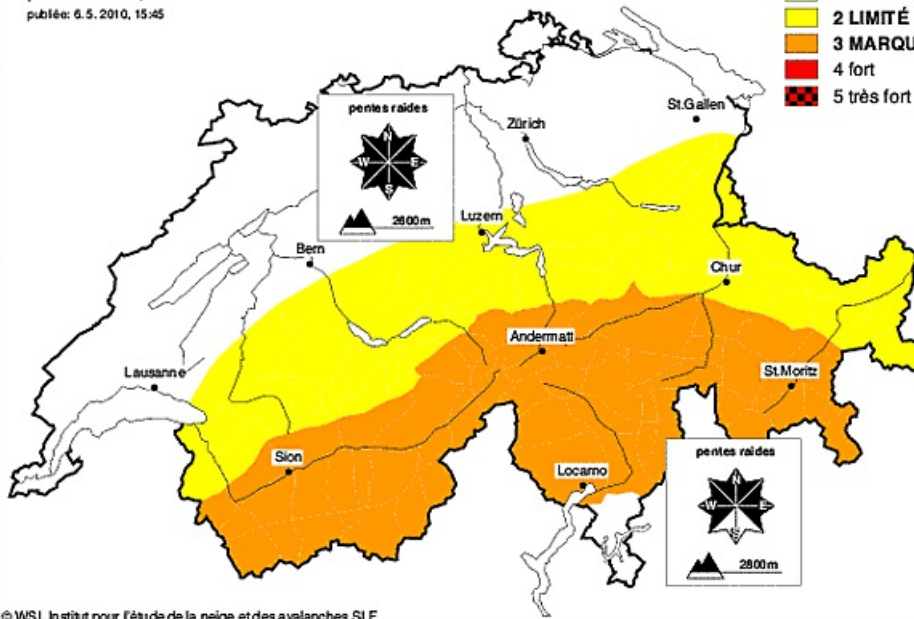 publiée: 6.5.2010, 15:45
2 LIMITÉ
3 MARQU
4 fort
5 très fort
pentes raides
N
W E
S
2600m
St.Gallen
Zürich
Luzern
Bern
Chur
Andermatt
Lausanne
St.Moritz
Sion
Locarno
pentes raides
N
W E
S
2800m
© WSL Institut pour l'étude de la neige et des avalanches SLF